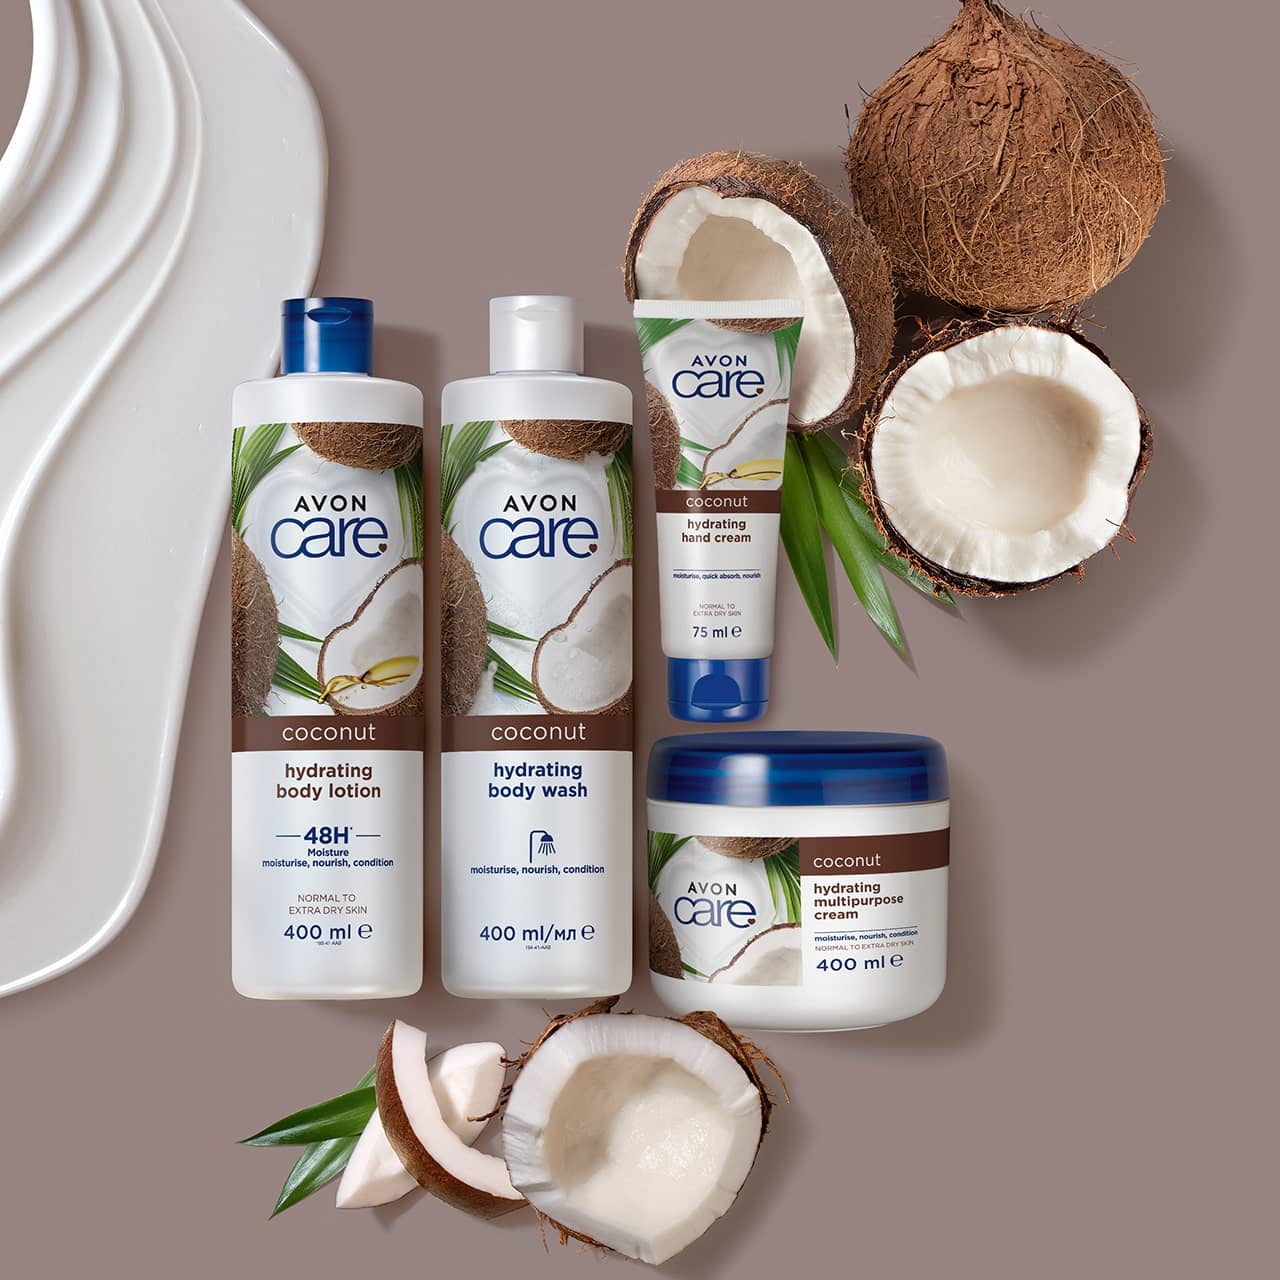 AVON
care
coconut
hydrating
body lotion
48H*
Moisture
moisturise, nourish, condition
NORMAL TO
EXTRA DRY SKIN
400 ml ℮
AVON
care
coconut
hydrating
body wash
moisturise, nourish, condition
400 ml/мл ℮
AVON
care
coconut
hydrating
hand cream
moisturise, quick absorb, nourish
NORMAL TO
EXTRA DRY SKIN
75 ml ℮
AVON
care
coconut
hydrating
multipurpose
cream
moisturise, nourish, condition
NORMAL TO EXTRA DRY SKIN
400 ml ℮